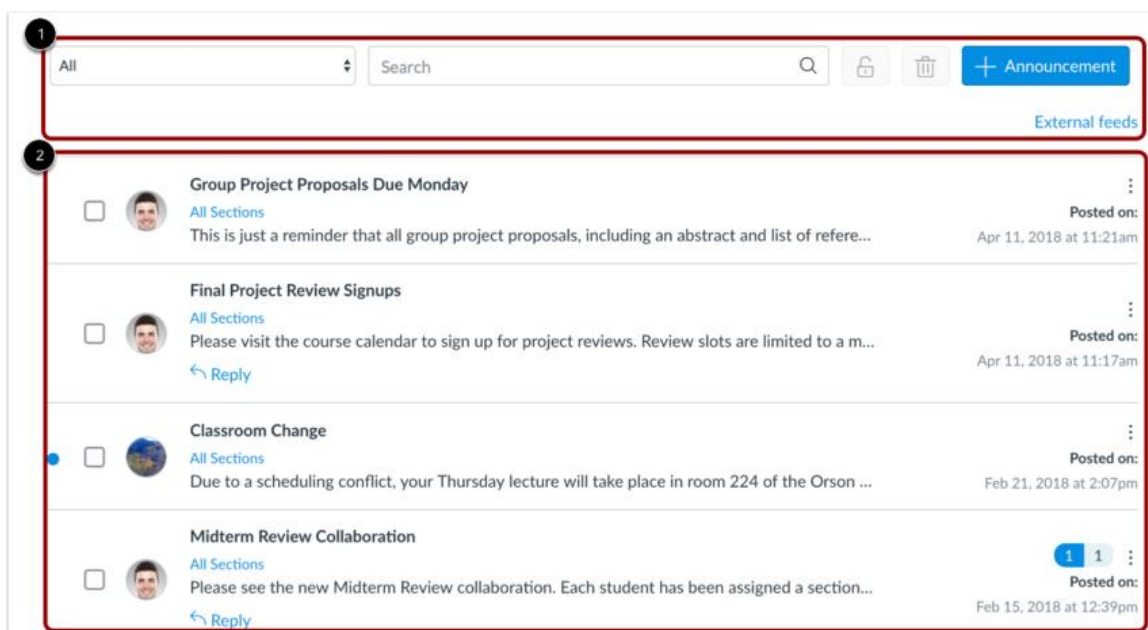 1
All
Search
+ Announcement
External feeds
2
Group Project Proposals Due Monday
All Sections
This is just a reminder that all group project proposals, including an abstract and list of refere...
Posted on:
Apr 11, 2018 at 11:21am
Final Project Review Signups
All Sections
Please visit the course calendar to sign up for project reviews. Review slots are limited to a m...
Reply
Posted on:
Apr 11, 2018 at 11:17am
Classroom Change
All Sections
Due to a scheduling conflict, your Thursday lecture will take place in room 224 of the Orson ...
Posted on:
Feb 21, 2018 at 2:07pm
Midterm Review Collaboration
All Sections
Please see the new Midterm Review collaboration. Each student has been assigned a section...
Reply
1 1
Posted on:
Feb 15, 2018 at 12:39pm